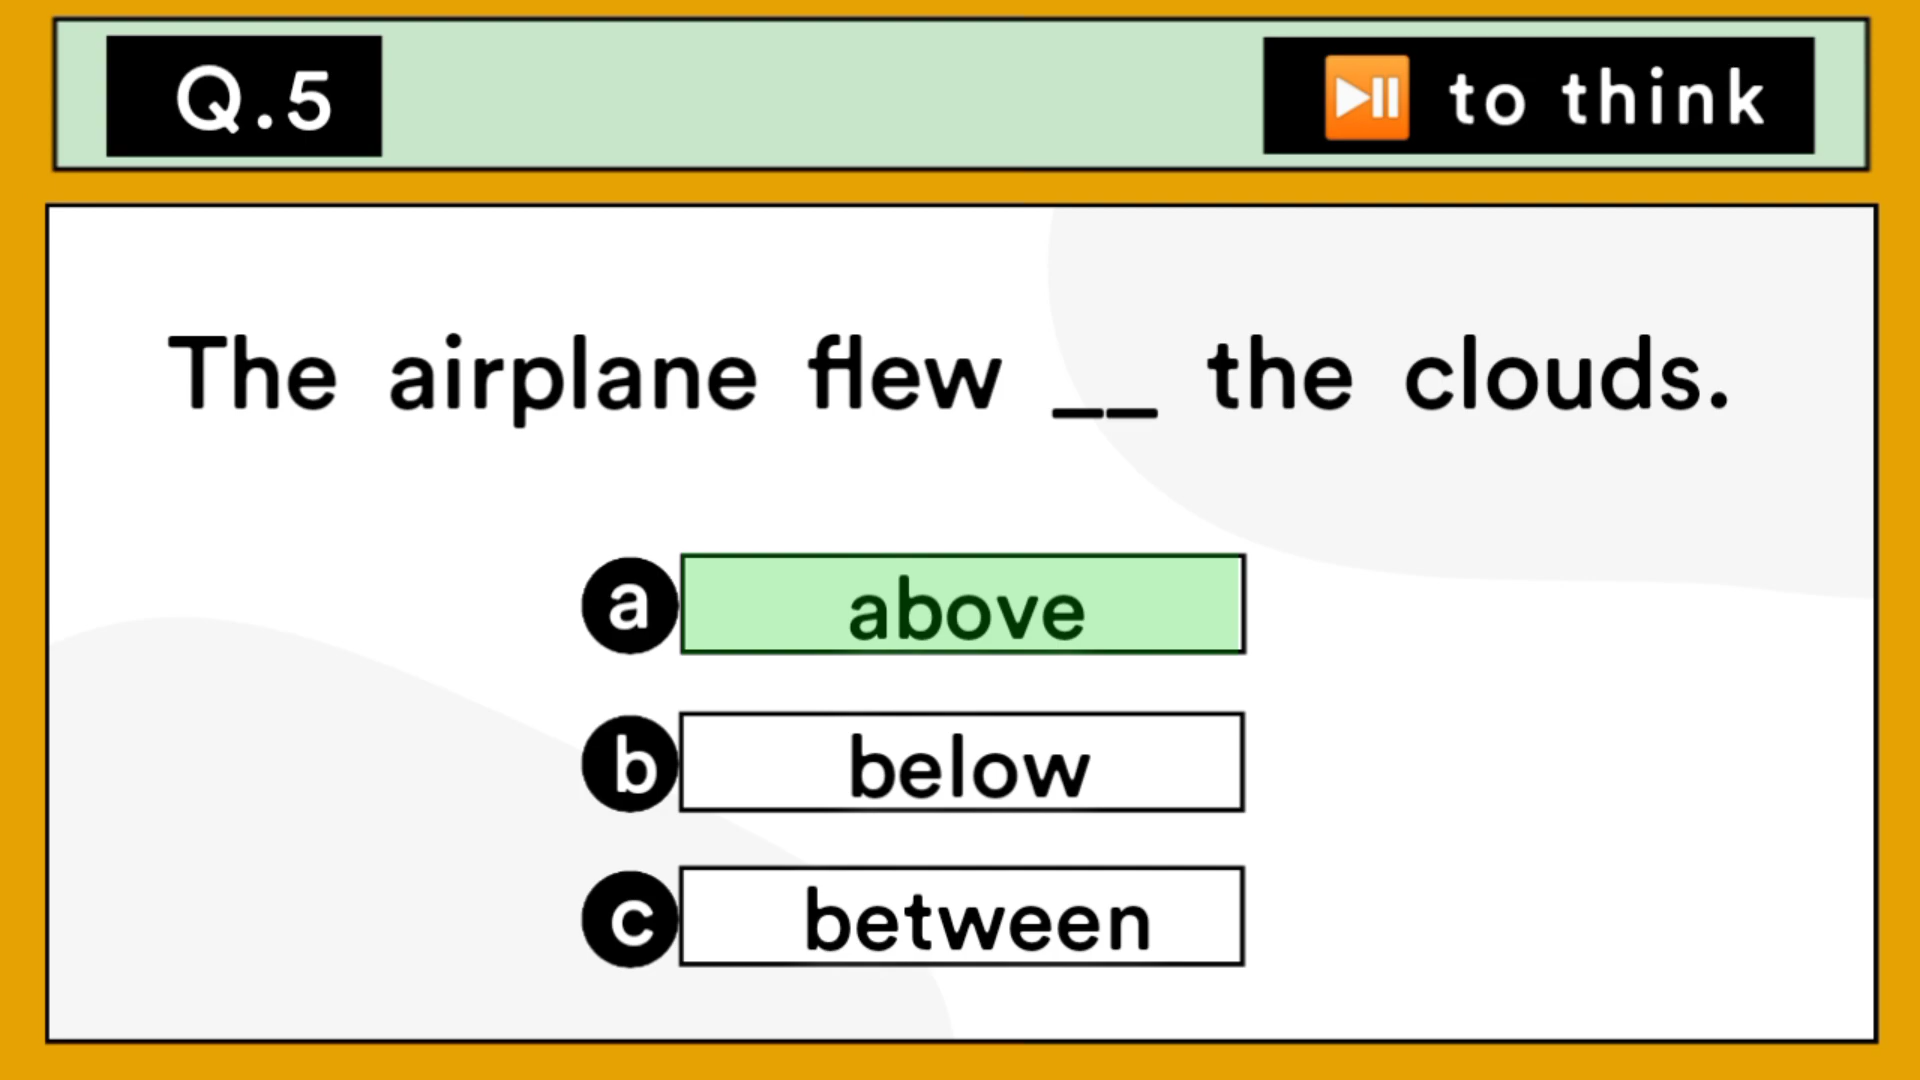 Q.5
⏯ to think
The airplane flew __ the clouds.
a above
b below
c between